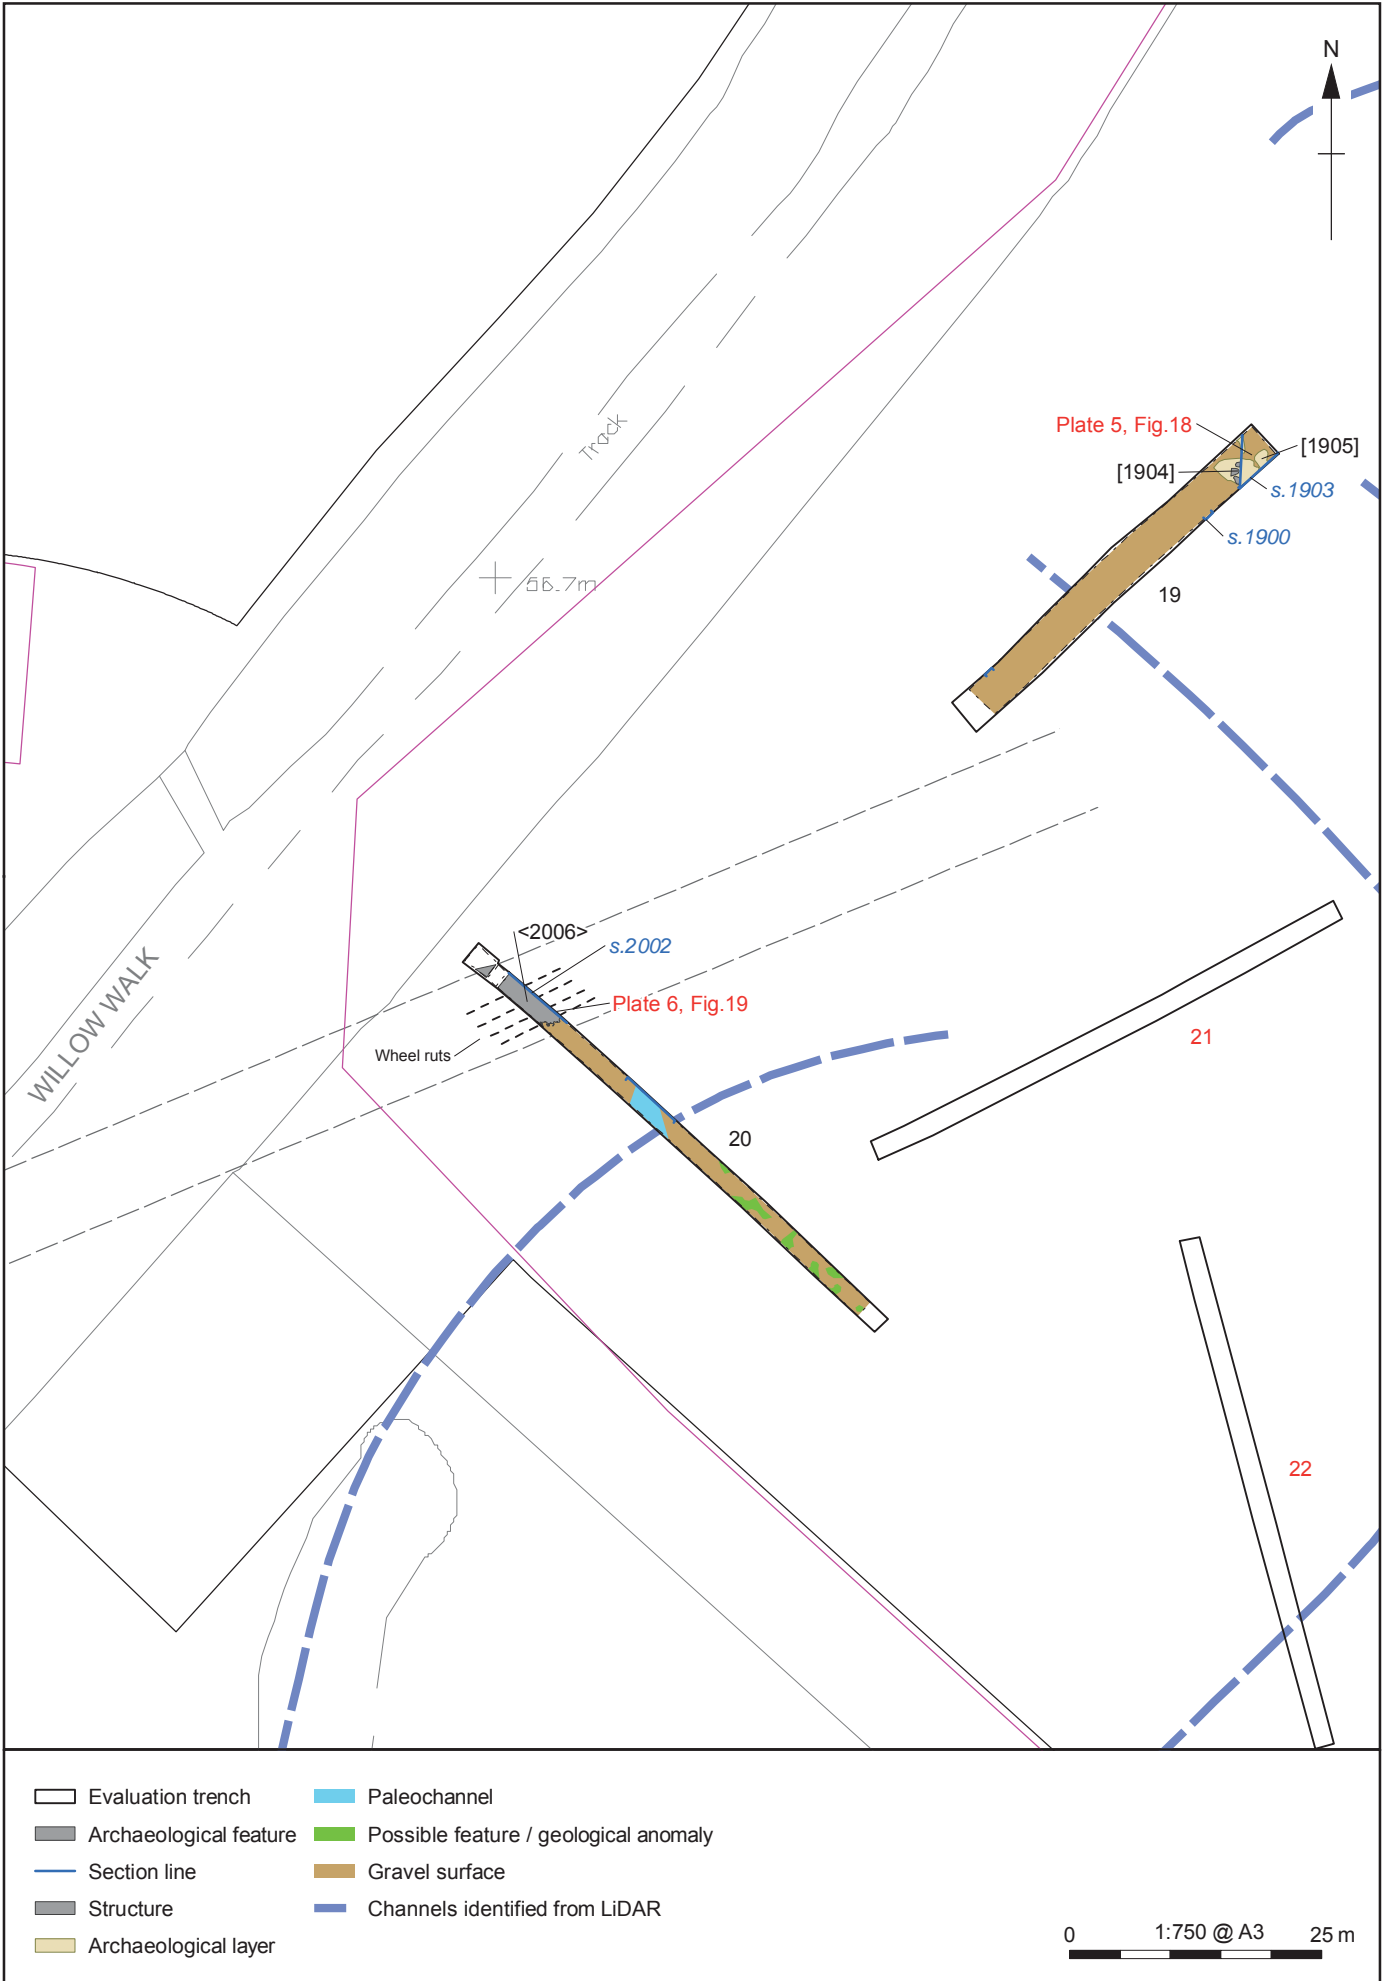 N
Track
56.7m
Plate 5, Fig.18
[1905]
[1904]
s.1903
s.1900
19
<2006>
s.2002
Plate 6, Fig.19
Wheel ruts
WILLOW WALK
21
20
22
Evaluation trench
Archaeological feature
Section line
Structure
Archaeological layer
Paleochannel
Possible feature / geological anomaly
Gravel surface
Channels identified from LiDAR
0 1:750 @ A3 25 m